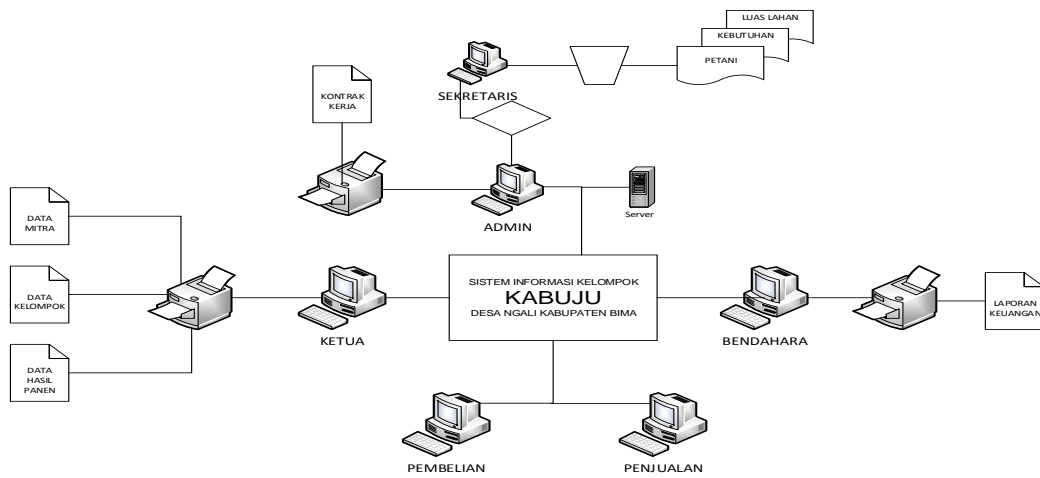 LUAS LAHAN
KEBUTUHAN
PETANI
SEKRETARIS
KONTRAK
KERJA
ADMIN
Server
DATA
MITRA
DATA
KELOMPOK
DATA
HASIL
PANEN
KETUA
SISTEM INFORMASI KELOMPOK
KABUJU
DESA NGALI KABUPATEN BIMA
BENDAHARA
LAPORAN
KEUANGAN
PEMBELIAN
PENJUALAN